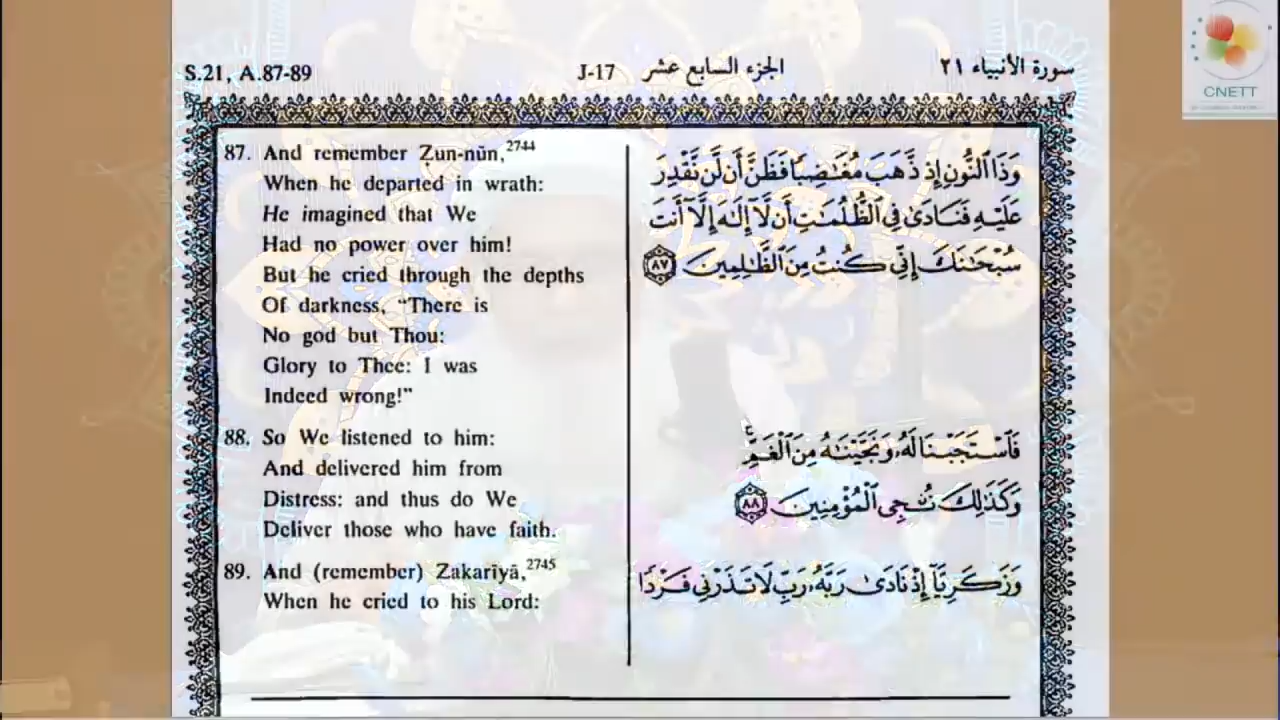 S.21, A.87-89 J-17 الجزء السابع عشر سورة الأنبياء ٢١
CNETT
87. And remember Ẓun-nūn,2744
When he departed in wrath:
He imagined that We
Had no power over him!
But he cried through the depths
Of darkness, “There is
No god but Thou:
Glory to Thee: I was
Indeed wrong!”
88. So We listened to him:
And delivered him from
Distress: and thus do We
Deliver those who have faith.
89. And (remember) Zakarīyā,2745
When he cried to his Lord:
وَذَا ٱلنُّونِ إِذ ذَّهَبَ مُغَٰضِبًا فَظَنَّ أَن لَّن نَّقْدِرَ
عَلَيْهِ فَنَادَىٰ فِى ٱلظُّلُمَٰتِ أَن لَّآ إِلَٰهَ إِلَّآ أَنتَ
سُبْحَٰنَكَ إِنِّى كُنتُ مِنَ ٱلظَّٰلِمِينَ ٨٧
فَٱسْتَجَبْنَا لَهُۥ وَنَجَّيْنَٰهُ مِنَ ٱلْغَمِّ ۚ
وَكَذَٰلِكَ نُۨجِى ٱلْمُؤْمِنِينَ ٨٨
وَزَكَرِيَّآ إِذْ نَادَىٰ رَبَّهُۥ رَبِّ لَا تَذَرْنِى فَرْدًا